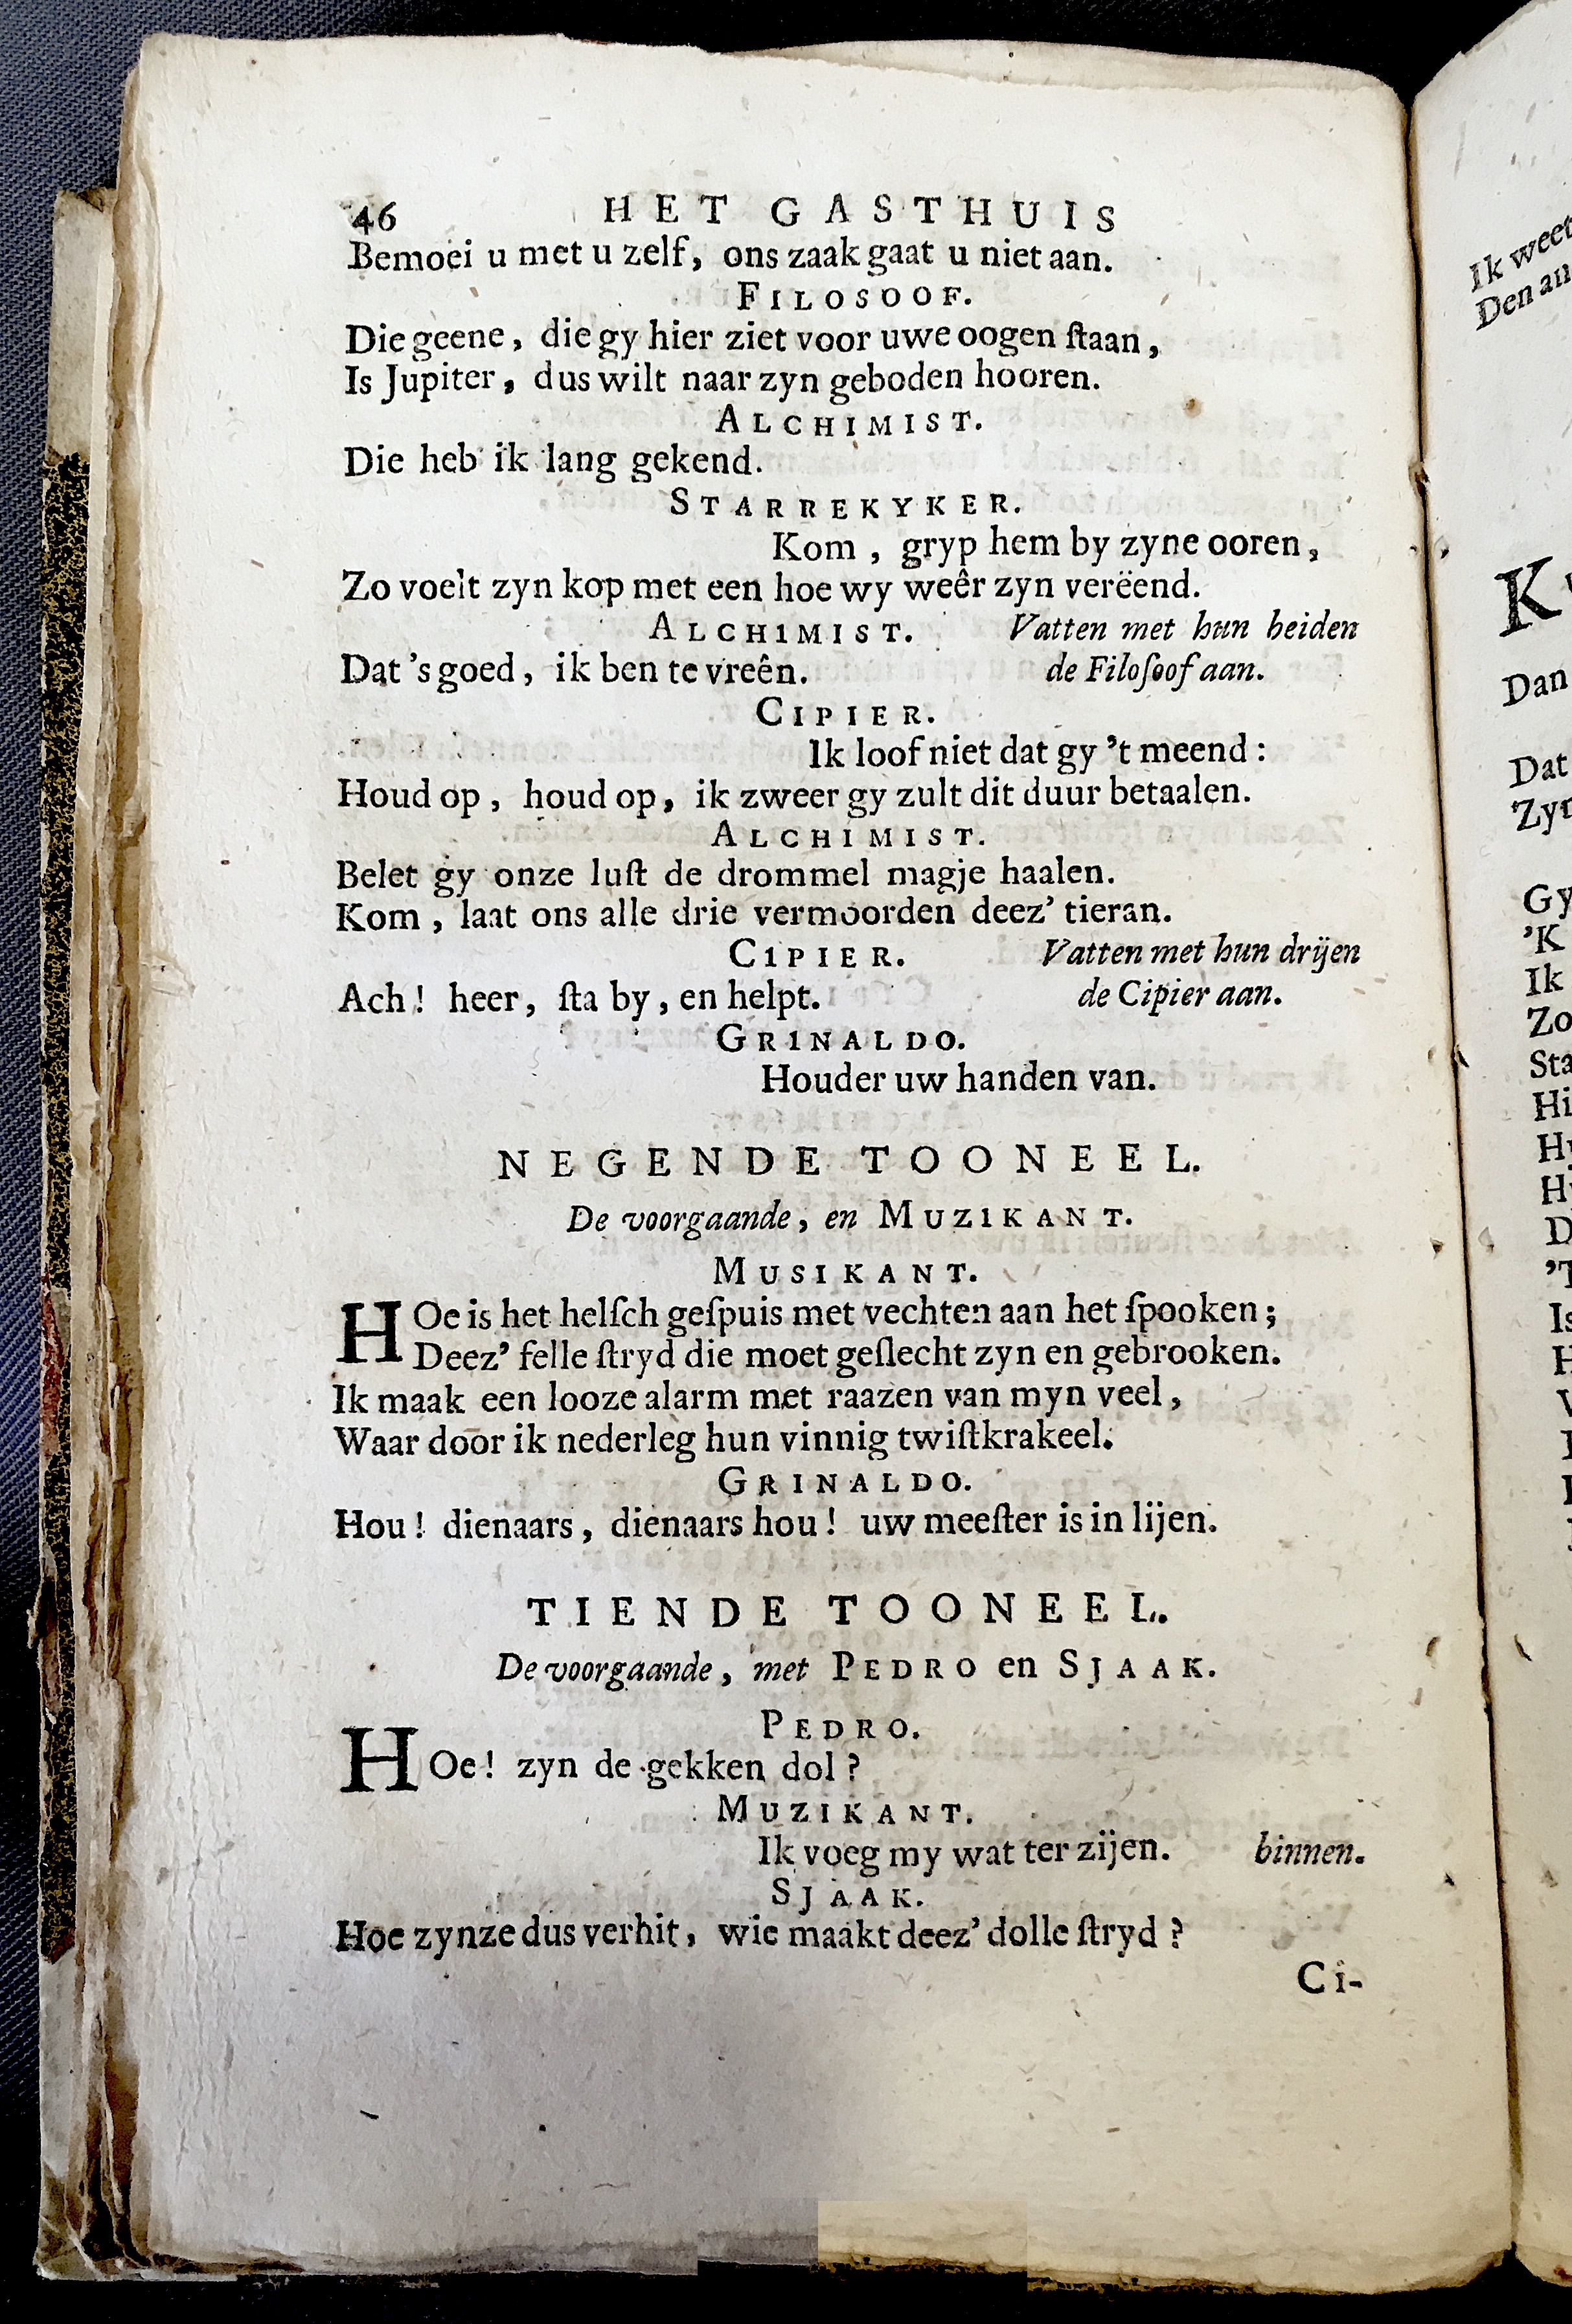 46 HET GASTHUIS
Bemoei u met u zelf, ons zaak gaat u niet aan.
FILOSOOF.
Die geene, die gy hier ziet voor uwe oogen ſtaan,
Is Jupiter, dus wilt naar zyn geboden hooren.
ALCHIMIST.
Die heb ik lang gekend.
STARREKYKER.
Kom, gryp hem by zyne ooren,
Zo voelt zyn kop met een hoe wy weêr zyn verëend.
ALCHIMIST. Vatten met hun beiden
Dat 's goed, ik ben te vreên. de Filoſoof aan.
CIPIER.
Ik loof niet dat gy 't meend:
Houd op, houd op, ik zweer gy zult dit duur betaalen.
ALCHIMIST.
Belet gy onze luſt de drommel magje haalen.
Kom, laat ons alle drie vermoorden deez' tieran.
CIPIER. Vatten met hun drijen
Ach! heer, ſta by, en helpt. de Cipier aan.
GRINALDO.
Houder uw handen van.
NEGENDE TOONEEL.
De voorgaande, en MUZIKANT.
MUSIKANT.
HOe is het helſch geſpuis met vechten aan het ſpooken;
Deez' felle ſtryd die moet geſlecht zyn en gebrooken.
Ik maak een looze alarm met raazen van myn veel,
Waar door ik nederleg hun vinnig twiſtkrakeel.
GRINALDO.
Hou! dienaars, dienaars hou! uw meeſter is in lijen.
TIENDE TOONEEL.
De voorgaande, met PEDRO en SJAAK.
PEDRO.
HOe! zyn de gekken dol?
MUZIKANT.
Ik voeg my wat ter zijen. binnen.
SJAAK.
Hoe zynze dus verhit, wie maakt deez' dolle ſtryd?
Ci-
Ik weet
Den
Dan
Dat
Gy
'K
Ik
Zo